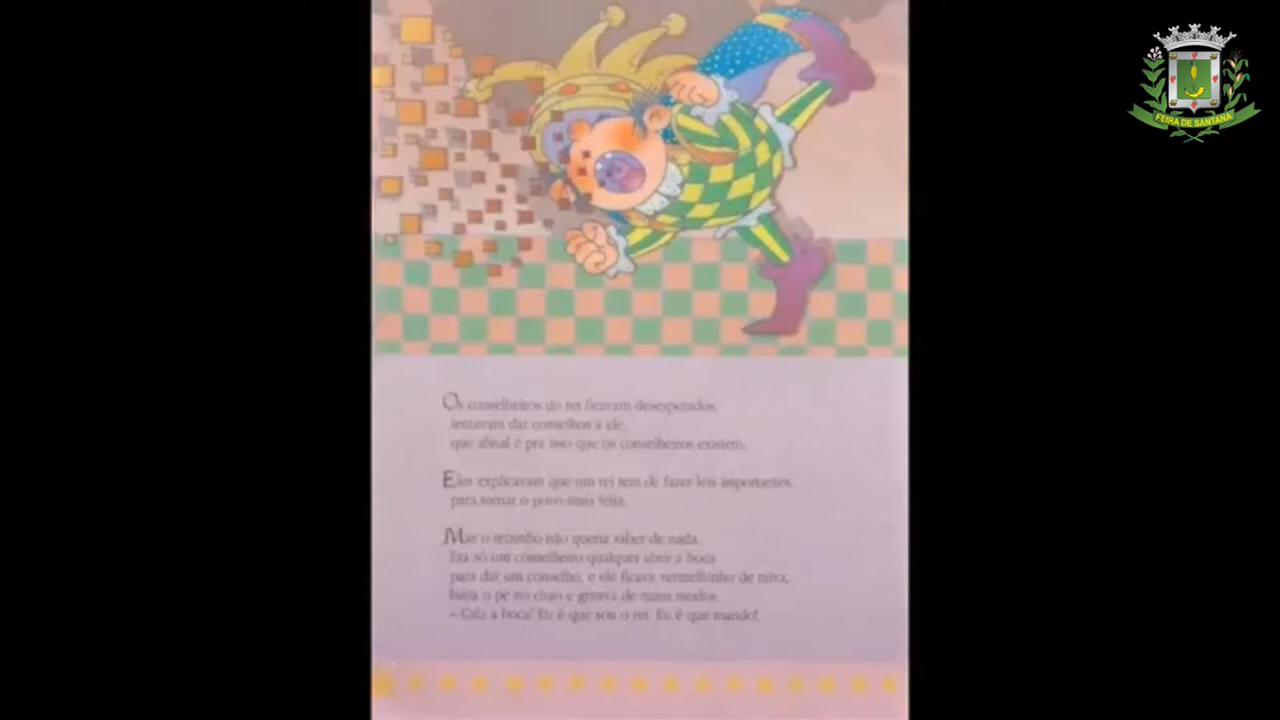 FEIRA DE SANTANA
Os conselheiros do rei ficavam desesperados,
tentavam dar conselhos a ele,
que afinal é pra isso que os conselheiros existem.
Eles explicavam que um rei tem de fazer leis importantes,
para tornar o povo mais feliz.
Mas o reizinho não queria saber de nada.
Era só um conselheiro qualquer abrir a boca
para dar um conselho, e ele ficava vermelhinho de raiva,
batia o pé no chão e gritava de maus modos:
– Cala a boca! Eu é que sou o rei. Eu é que mando!